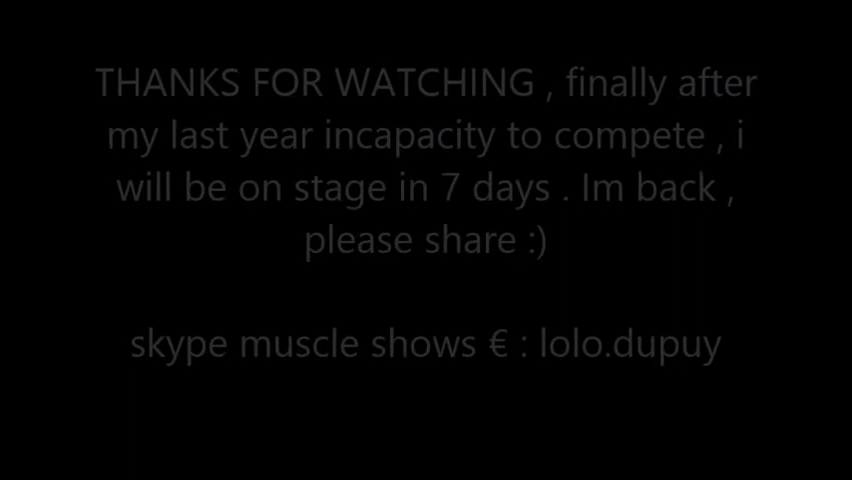 THANKS FOR WATCHING , finally after
my last year incapacity to compete , i
will be on stage in 7 days . Im back ,
please share :)
skype muscle shows € : lolo.dupuy